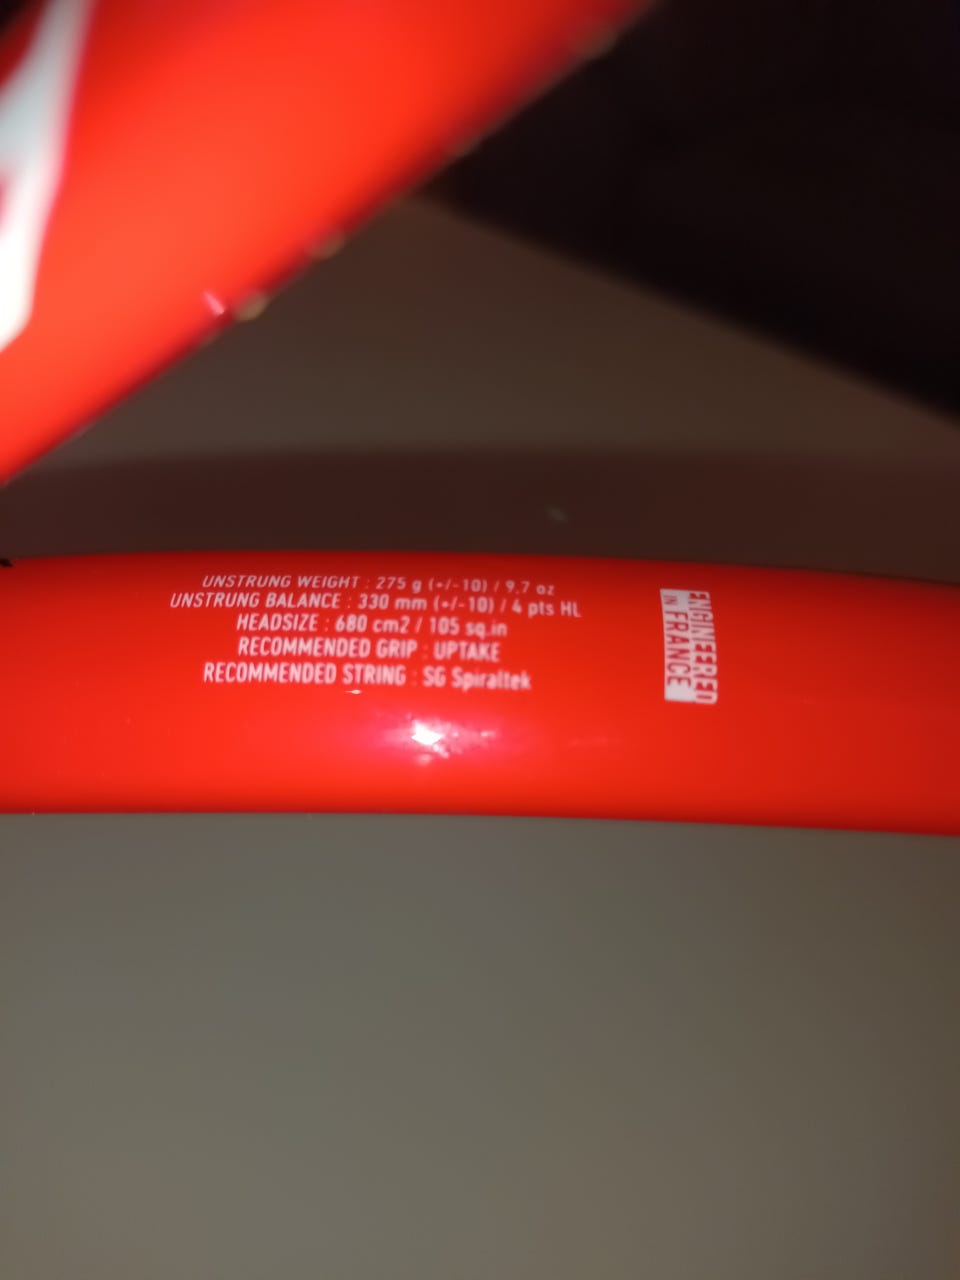 UNSTRUNG WEIGHT : 275 g (+/-10) / 9,7 oz
UNSTRUNG BALANCE : 330 mm (+/-10) / 4 pts HL
HEADSIZE : 680 cm2 / 105 sq.in
RECOMMENDED GRIP : UPTAKE
RECOMMENDED STRING : SG Spiraltek
ENGINEERED
IN FRANCE